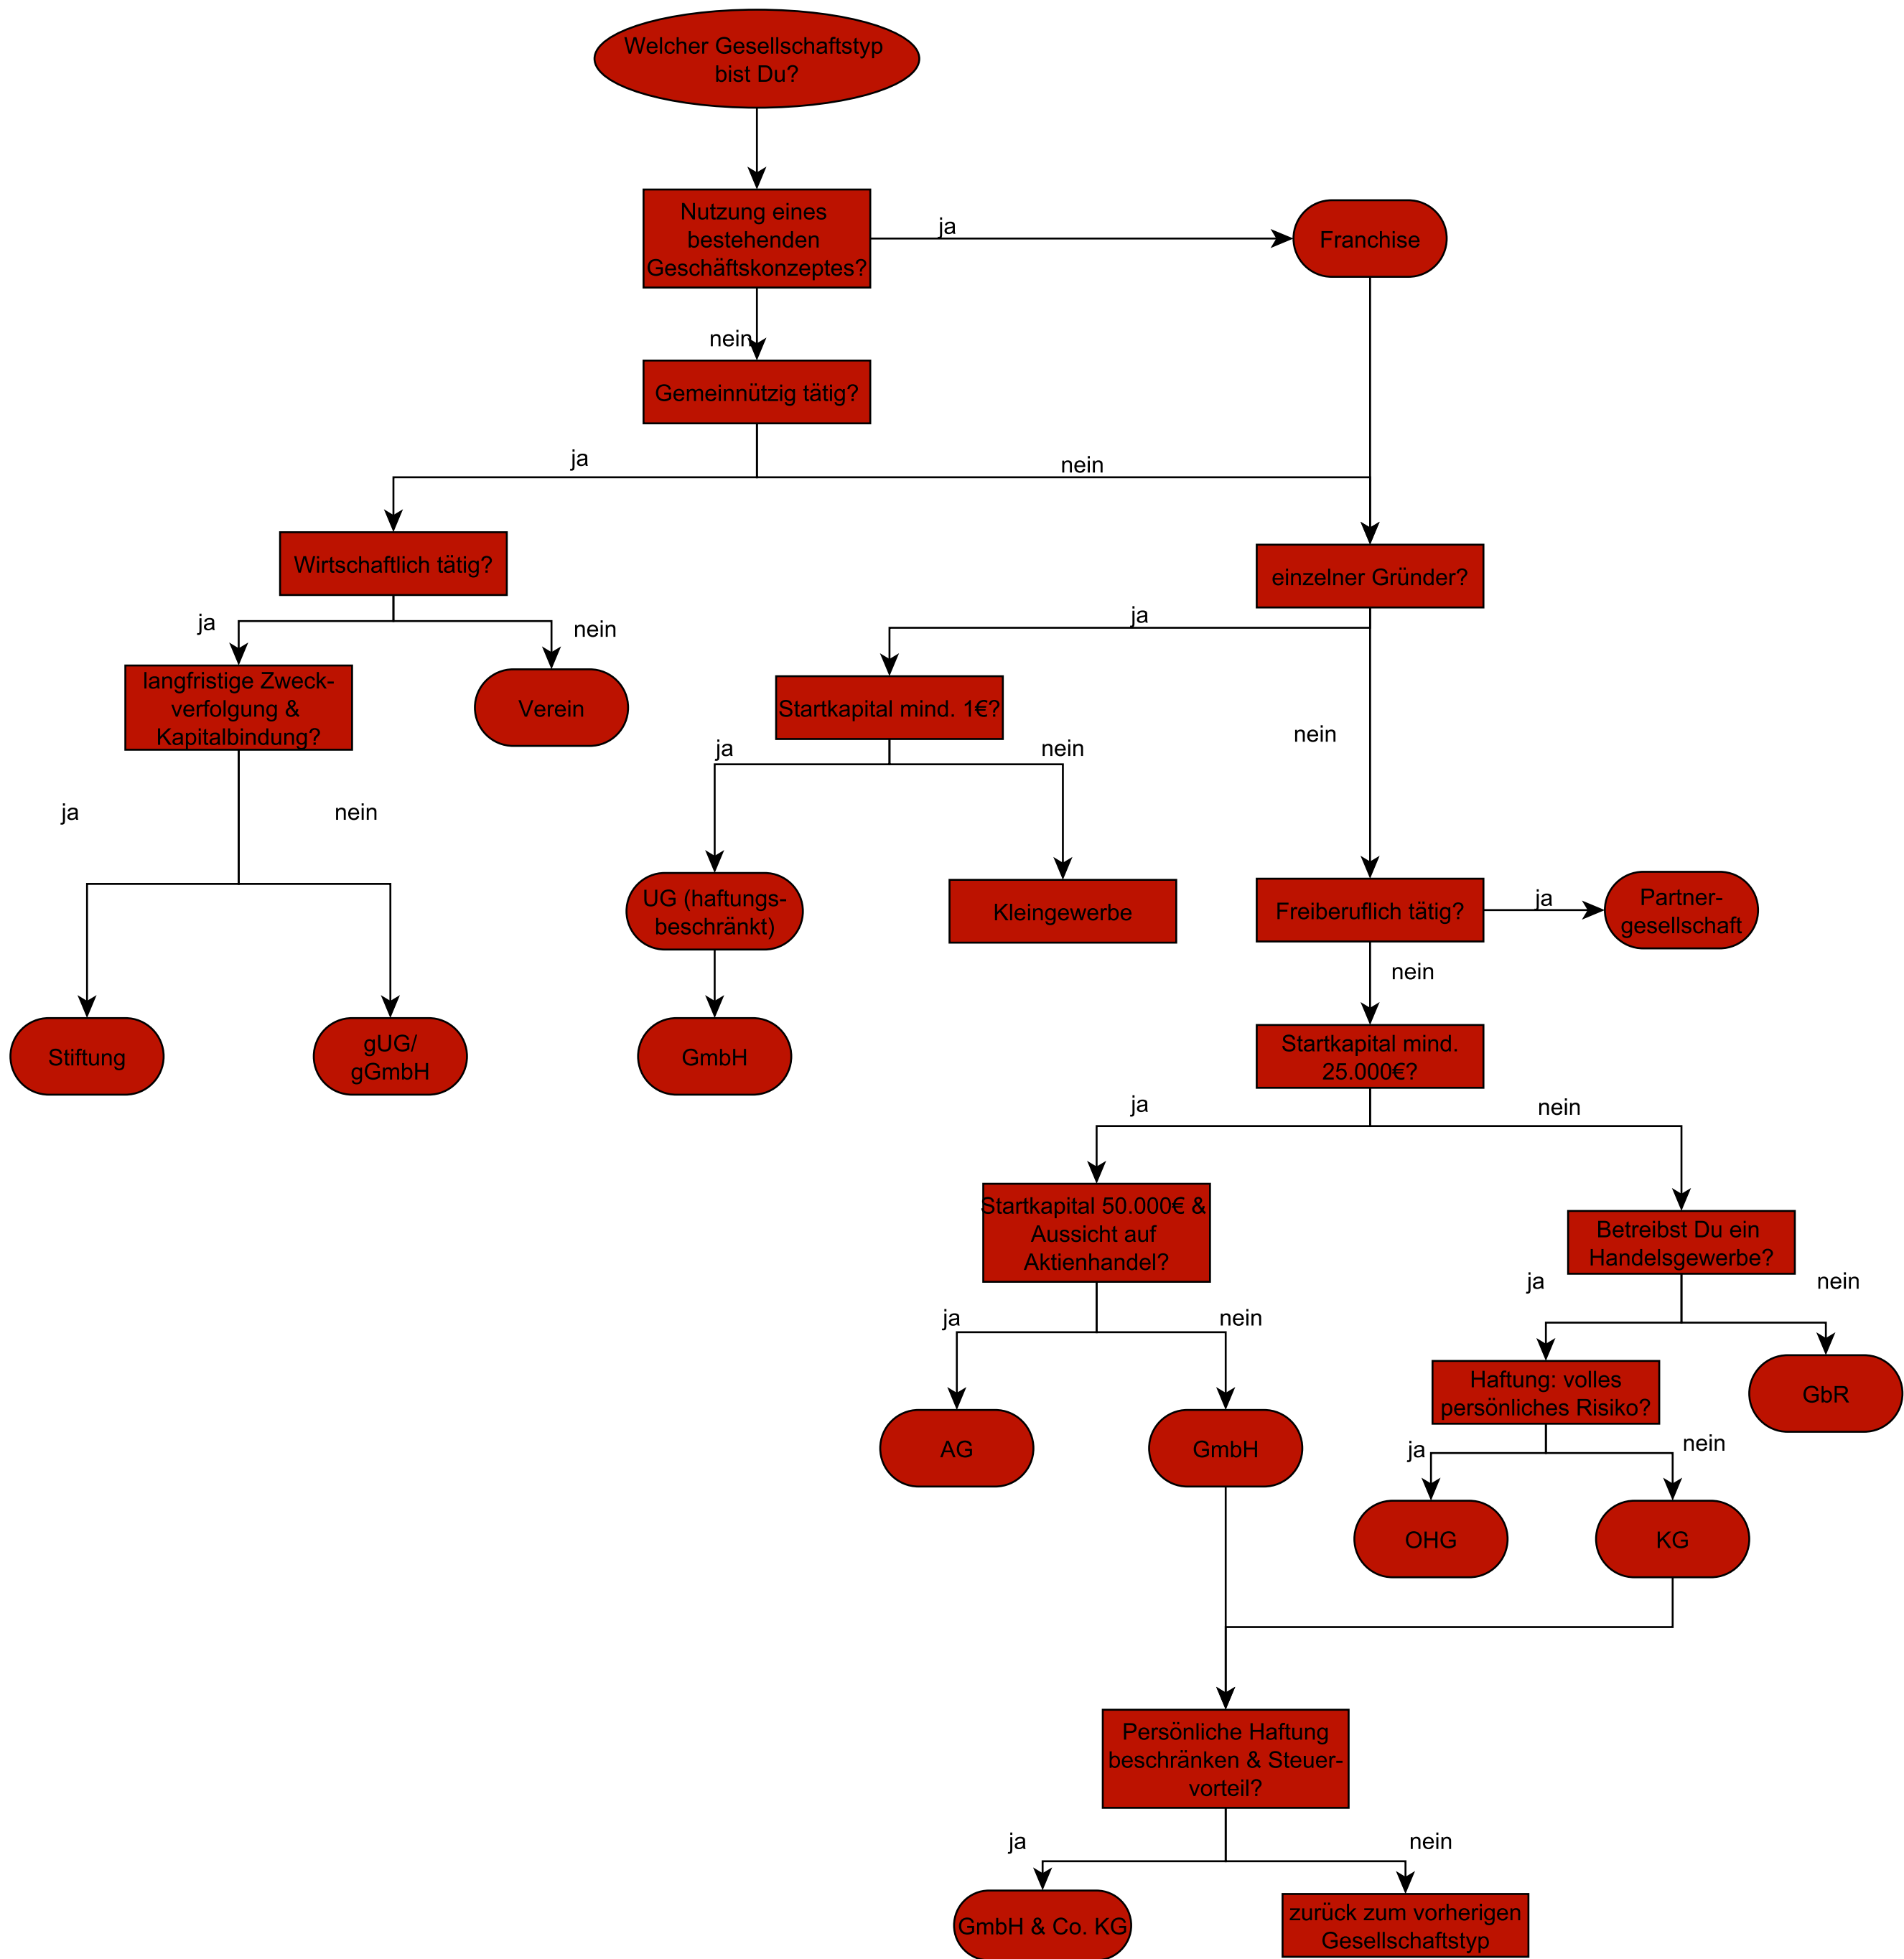 Welcher Gesellschaftstyp
bist Du?
Nutzung eines
bestehenden
Geschäftskonzeptes?
ja
Franchise
nein
Gemeinnützig tätig?
ja
nein
Wirtschaftlich tätig?
einzelner Gründer?
ja
nein
ja
langfristige Zweck-
verfolgung &
Kapitalbindung?
Verein
Startkapital mind. 1€?
nein
ja
nein
ja
nein
UG (haftungs-
beschränkt)
Kleingewerbe
Freiberuflich tätig?
ja
Partner-
gesellschaft
nein
Stiftung
gUG/
gGmbH
GmbH
Startkapital mind.
25.000€?
ja
nein
Startkapital 50.000€ &
Aussicht auf
Aktienhandel?
Betreibst Du ein
Handelsgewerbe?
ja
nein
ja
nein
Haftung: volles
persönliches Risiko?
GbR
AG
GmbH
ja
nein
OHG
KG
Persönliche Haftung
beschränken & Steuer-
vorteil?
ja
nein
GmbH & Co. KG
zurück zum vorherigen
Gesellschaftstyp